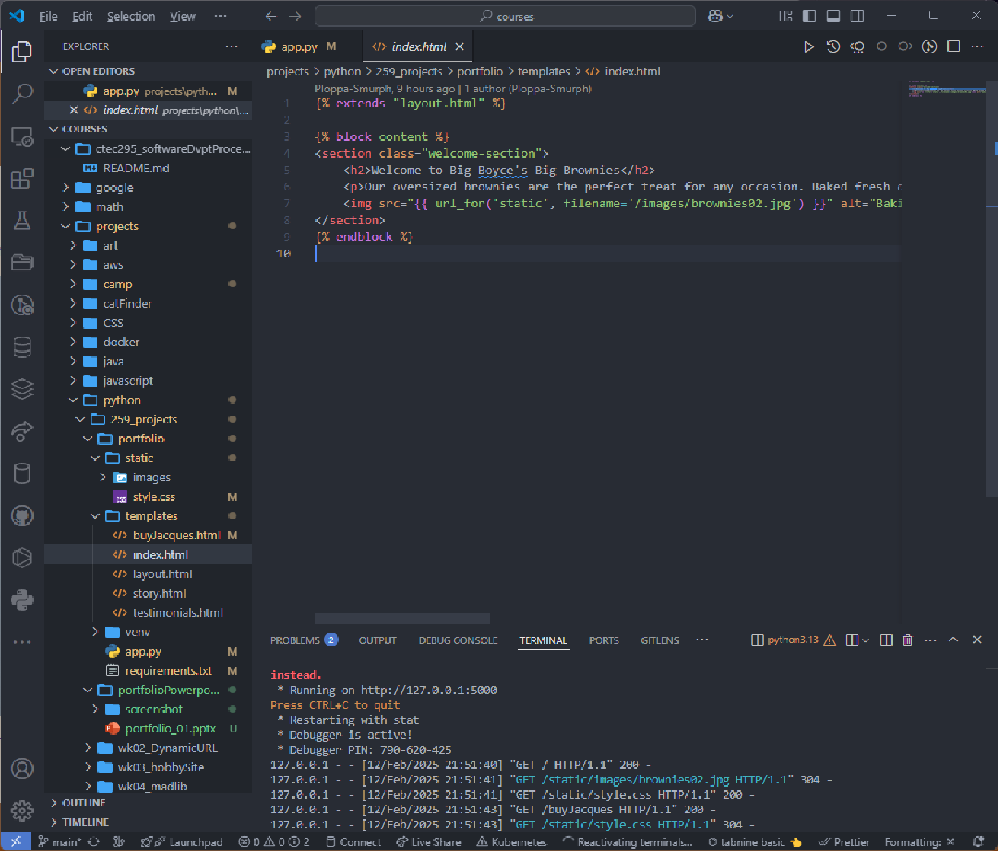 File Edit Selection View ··· courses
EXPLORER ···
OPEN EDITORS
app.py projects\pyth... M
index.html projects\python\...
COURSES
ctec295_softwareDvptProce...
README.md
google
math
projects
art
aws
camp
catFinder
CSS
docker
java
javascript
python
259_projects
portfolio
static
images
style.css M
templates
buyJacques.html M
index.html
layout.html
story.html
testimonials.html
venv
app.py M
requirements.txt M
portfolioPowerpo...
screenshot
portfolio_01.pptx U
wk02_DynamicURL
wk03_hobbySite
wk04_madlib
OUTLINE
TIMELINE
app.py M index.html
projects > python > 259_projects > portfolio > templates > index.html
Ploppa-Smurph, 9 hours ago | 1 author (Ploppa-Smurph)
1 {% extends "layout.html" %}
2
3 {% block content %}
4 <section class="welcome-section">
5 <h2>Welcome to Big Boyce's Big Brownies</h2>
6 <p>Our oversized brownies are the perfect treat for any occasion. Baked fresh
7 <img src="{{ url_for('static', filename='/images/brownies02.jpg') }}" alt="Baki
8 </section>
9 {% endblock %}
10
PROBLEMS 2 OUTPUT DEBUG CONSOLE TERMINAL PORTS GITLENS ··· python3.13
instead.
* Running on http://127.0.0.1:5000
Press CTRL+C to quit
* Restarting with stat
* Debugger is active!
* Debugger PIN: 790-620-425
127.0.0.1 - - [12/Feb/2025 21:51:40] "GET / HTTP/1.1" 200 -
127.0.0.1 - - [12/Feb/2025 21:51:41] "GET /static/images/brownies02.jpg HTTP/1.1" 304 -
127.0.0.1 - - [12/Feb/2025 21:51:41] "GET /static/style.css HTTP/1.1" 200 -
127.0.0.1 - - [12/Feb/2025 21:51:43] "GET /buyJacques HTTP/1.1" 200 -
127.0.0.1 - - [12/Feb/2025 21:51:43] "GET /static/style.css HTTP/1.1" 304 -
main* Launchpad 0 0 2 Connect Live Share Kubernetes Reactivating terminals... tabnine basic Prettier Formatting: ×